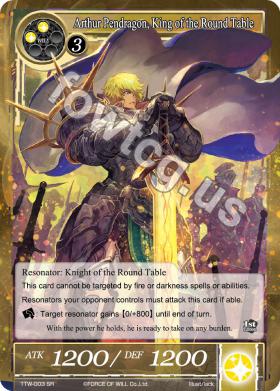 Arthur Pendragon, King of the Round Table
WILL
3
fowtcg.us
Resonator: Knight of the Round Table
This card cannot be targeted by fire or darkness spells or abilities.
Resonators your opponent controls must attack this card if able.
: Target resonator gains [0/+800] until end of turn.
With the power he holds, he is ready to take on any burden.
1st
Edition
ATK 1200/ DEF 1200
TTW-003 SR
©FORCE OF WILL Co.,Ltd.